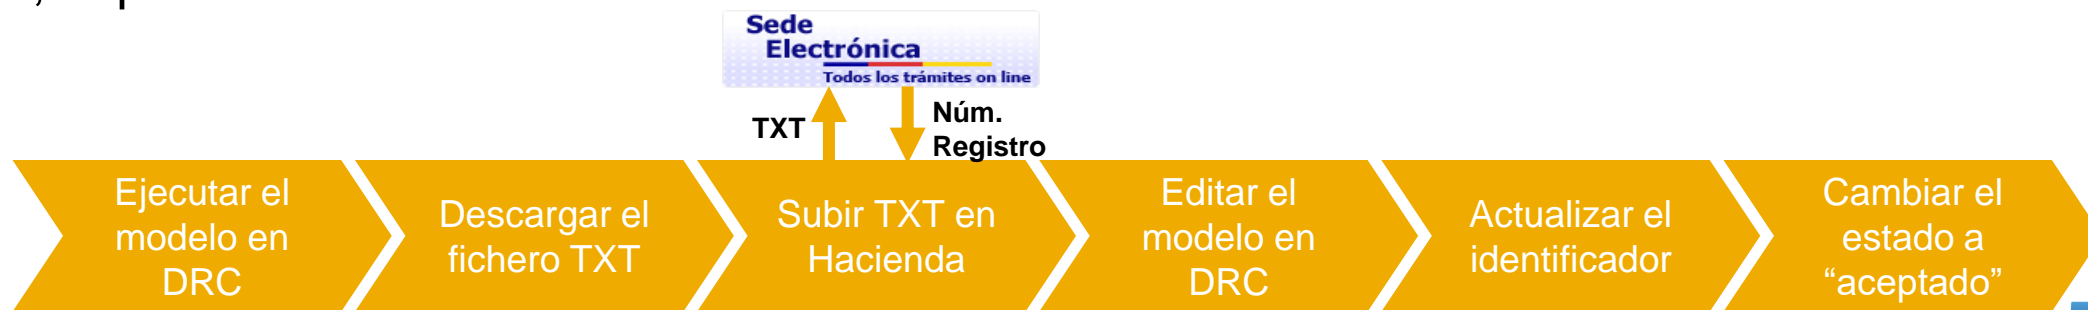 Sede
Electrónica
Todos los trámites on line
TXT
Núm.
Registro
Ejecutar el
modelo en
DRC
Descargar el
fichero TXT
Subir TXT en
Hacienda
Editar el
modelo en
DRC
Actualizar el
identificador
Cambiar el
estado a
“aceptado”